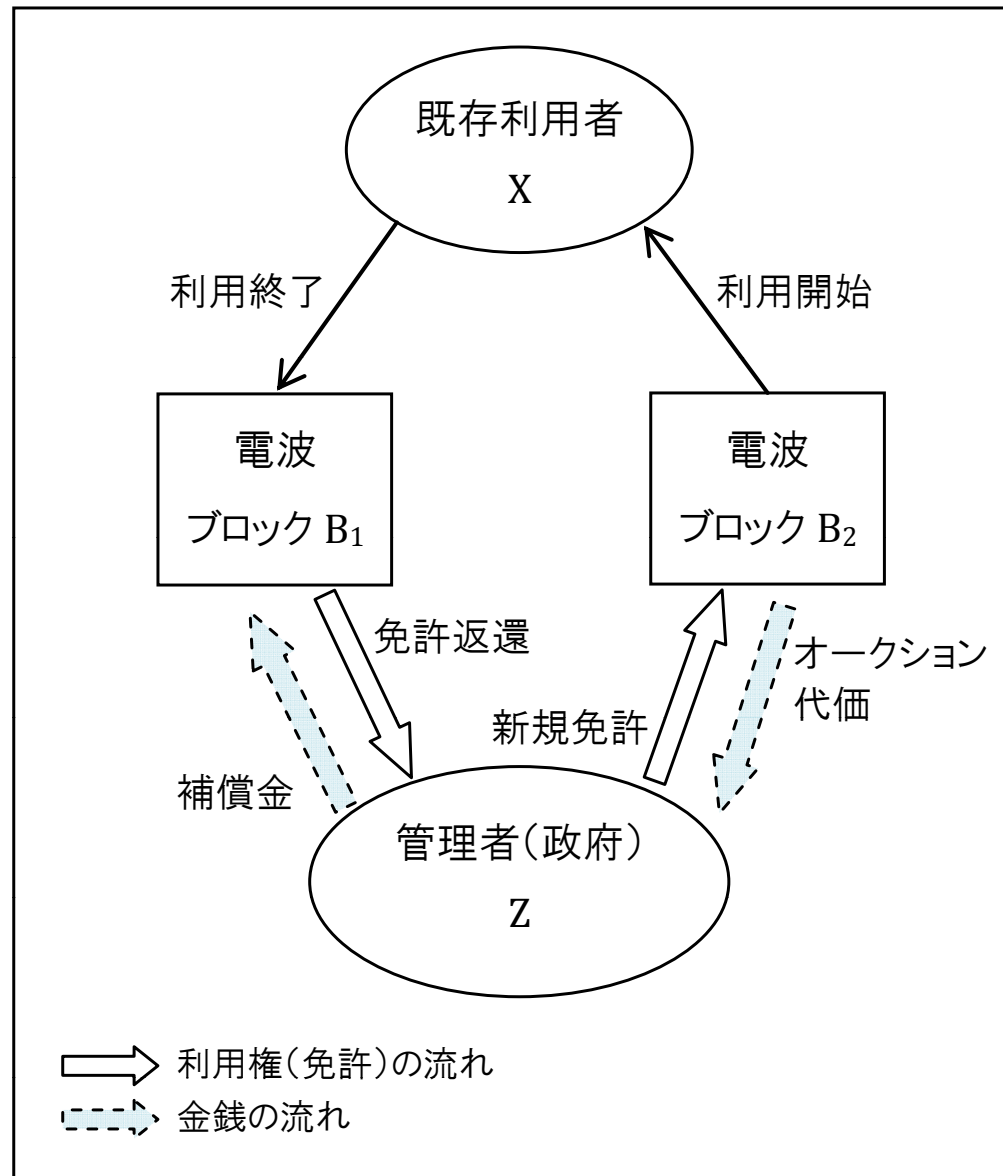 既存利用者
X
利用終了
利用開始
電波
ブロック B₁
電波
ブロック B₂
免許返還
オークション
代価
新規免許
補償金
管理者(政府)
Z
利用権(免許)の流れ
金銭の流れ